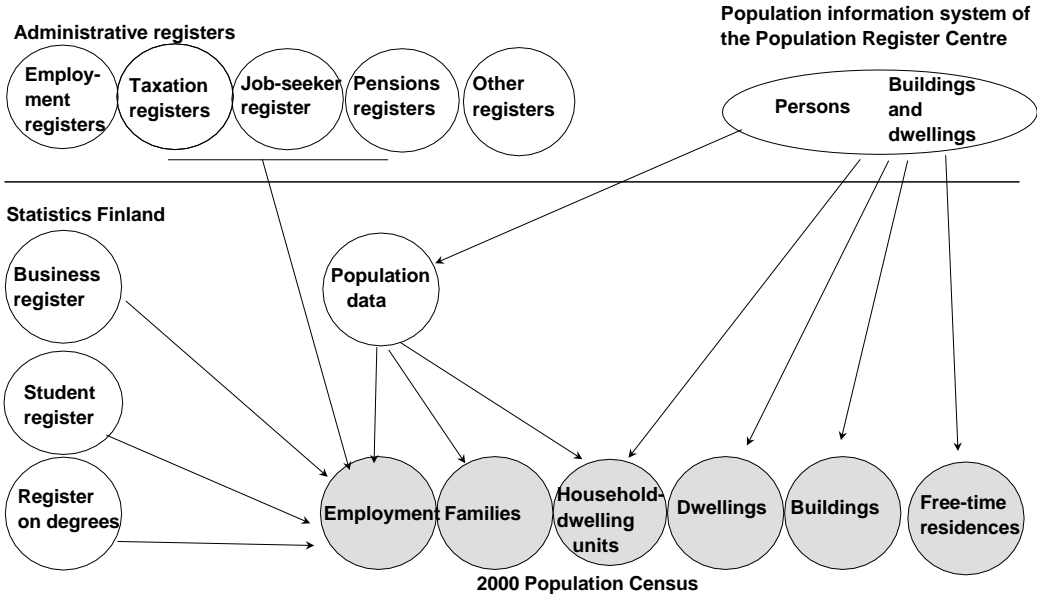 Administrative registers
Population information system of
the Population Register Centre
Employ-
ment
registers
Taxation
registers
Job-seeker
register
Pensions
registers
Other
registers
Persons
Buildings
and
dwellings
Statistics Finland
Business
register
Student
register
Register
on degrees
Population
data
Employment
Families
Household-
dwelling
units
Dwellings
Buildings
Free-time
residences
2000 Population Census